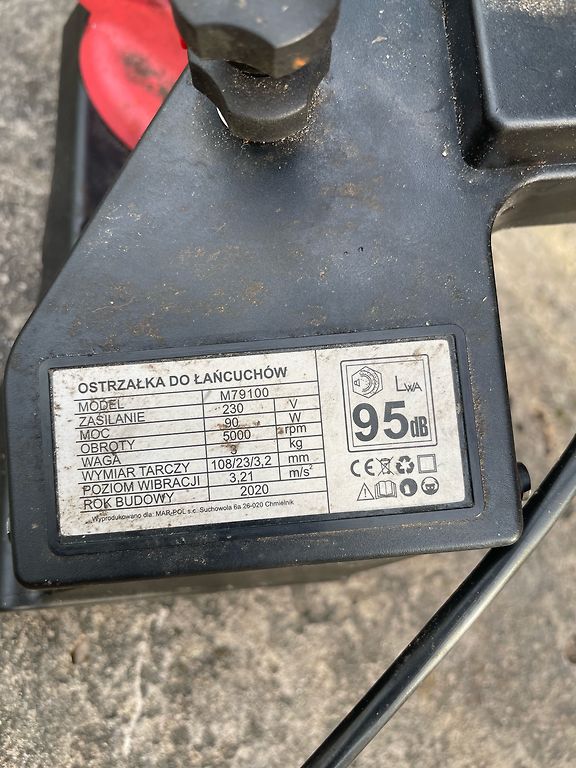 OSTRZAŁKA DO ŁAŃCUCHÓW
MODEL M79100
ZASILANIE 230 V
MOC 90 W
OBROTY 5000 rpm
WAGA 3 kg
WYMIAR TARCZY 108/23/3,2 mm
POZIOM WIBRACJI 3,21 m/s²
ROK BUDOWY 2020
Wyprodukowano dla: MAR-POL s.c. Suchowola 6a 26-020 Chmielnik
LWA
95dB
CE